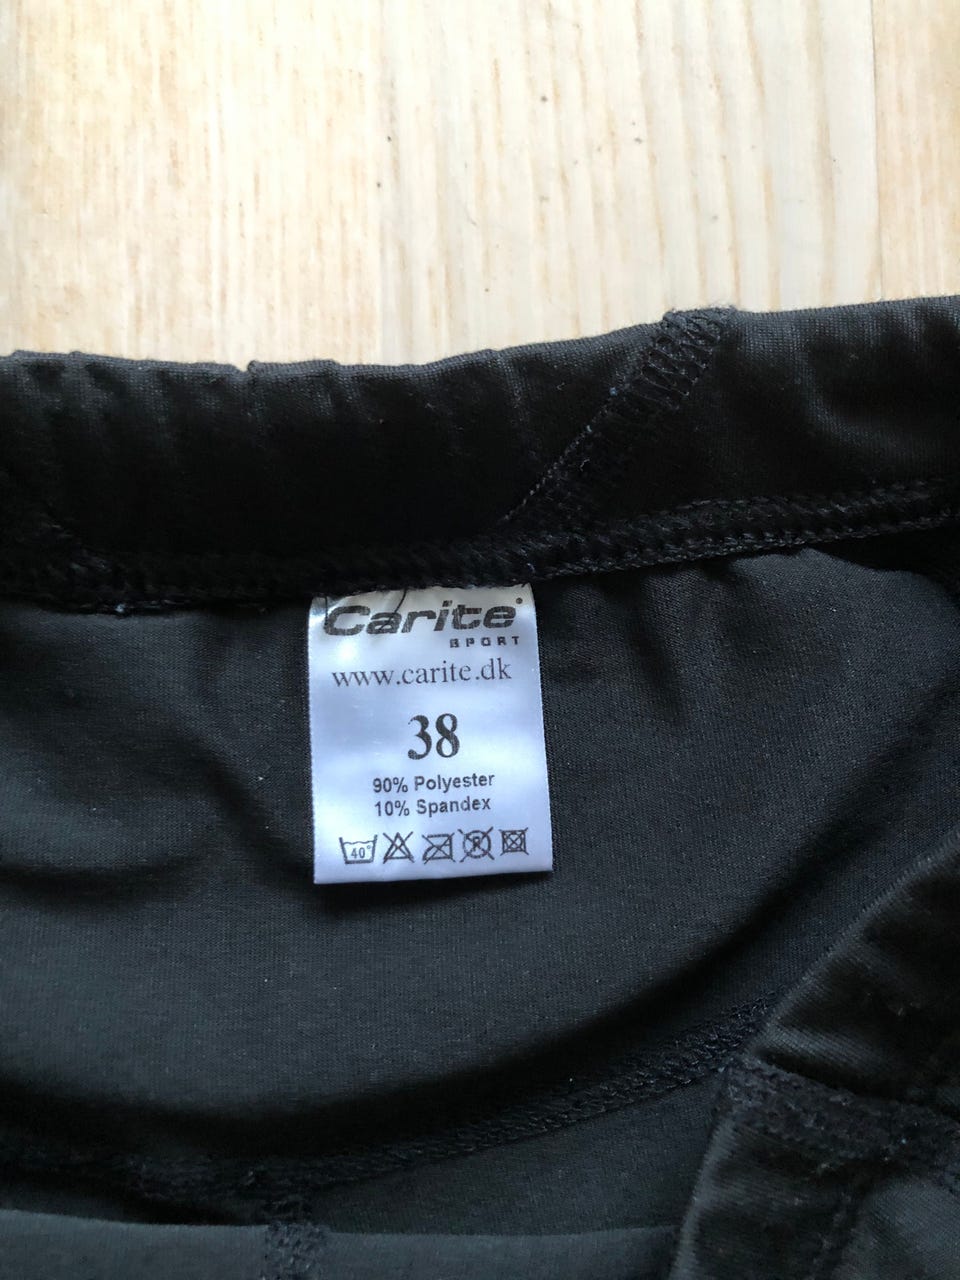 Carite
SPORT
www.carite.dk
38
90% Polyester
10% Spandex
40°
P